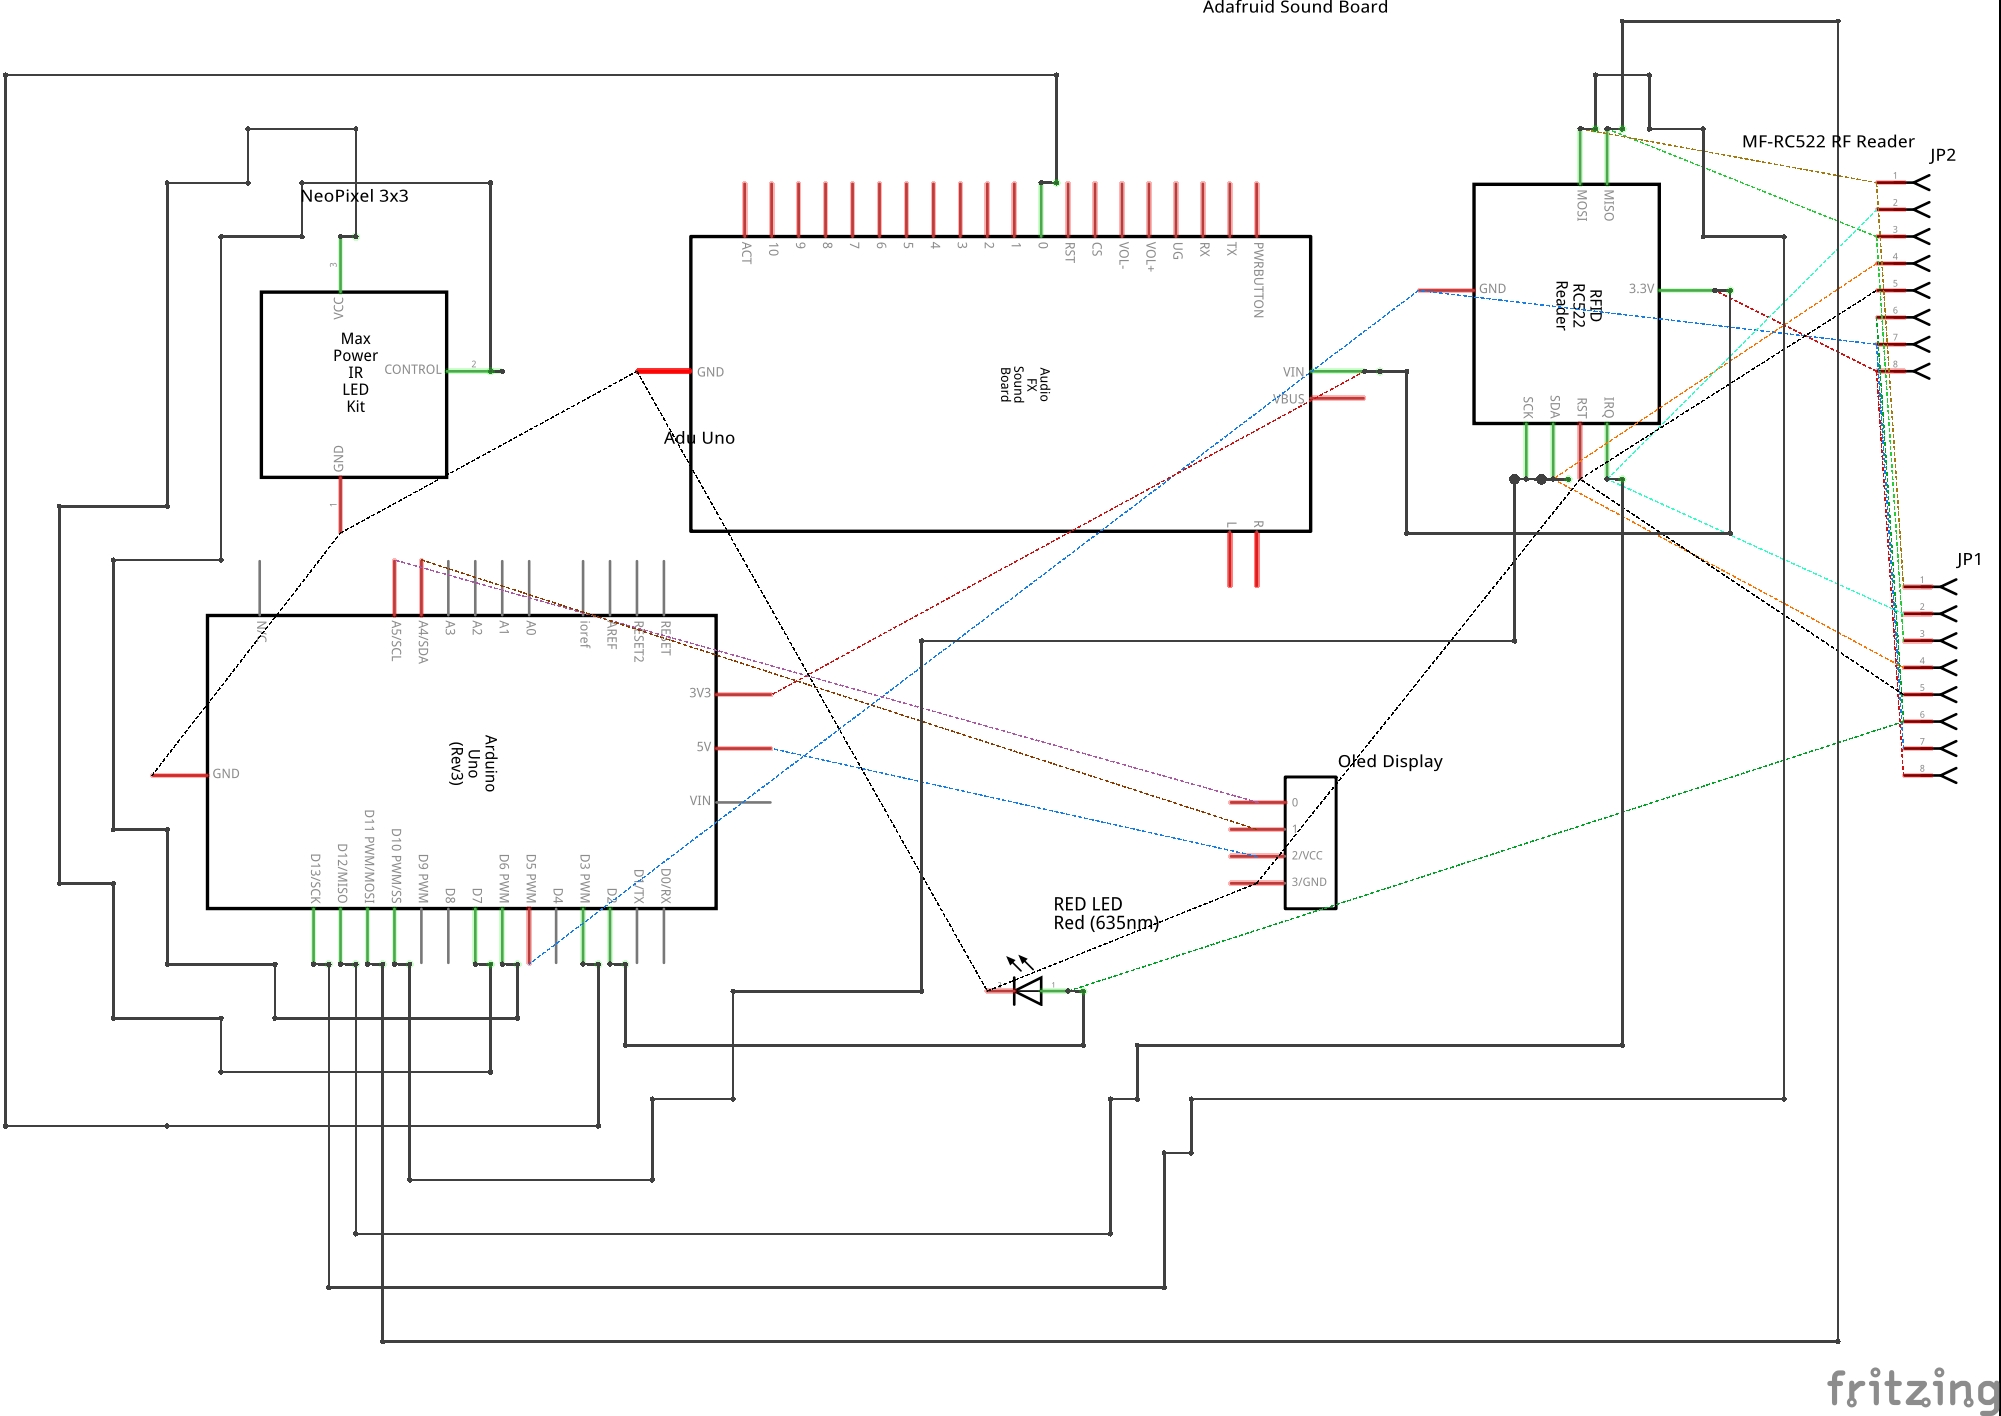 Adafruid Sound Board
MF-RC522 RF Reader
JP2
NeoPixel 3x3
3
VCC
Max
Power
IR
LED
Kit
CONTROL
2
GND
1
ACT
10
9
8
7
6
5
4
3
2
1
0
RST
CS
VOL-
VOL+
UG
RX
TX
PWRBUTTON
GND
Audio
FX
Sound
Board
VIN
VBUS
L
R
Adu Uno
MOSI
MISO
GND
3.3V
RFID
RC522
Reader
SCK
SDA
RST
IRQ
1
2
3
4
5
6
7
8
JP1
1
2
3
4
5
6
7
8
N/C
A5/SCL
A4/SDA
A3
A2
A1
A0
ioref
AREF
RESET2
RESET
3V3
5V
VIN
GND
Arduino
Uno
(Rev3)
D13/SCK
D12/MISO
D11 PWM/MOSI
D10 PWM/SS
D9 PWM
D8
D7
D6 PWM
D5 PWM
D4
D3 PWM
D2
D1/TX
D0/RX
Oled Display
0
1
2/VCC
3/GND
RED LED
Red (635nm)
1
fritzing